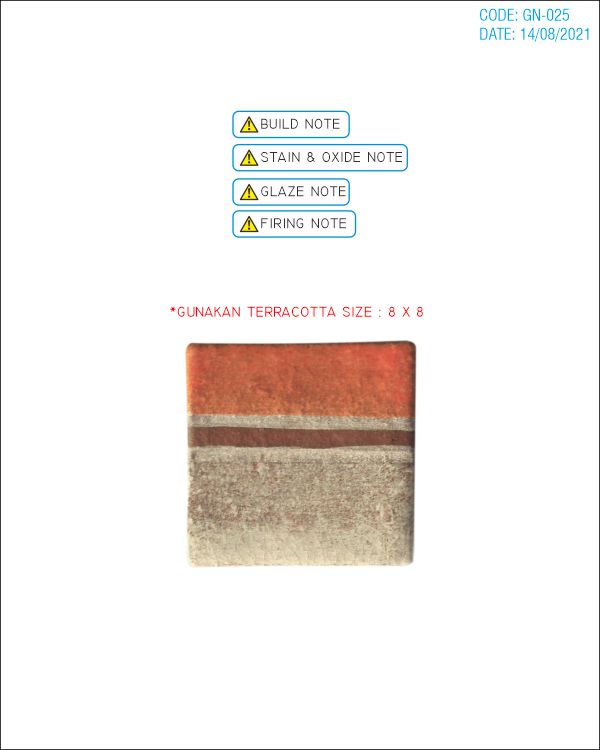 CODE: GN-025
DATE: 14/08/2021
BUILD NOTE
STAIN & OXIDE NOTE
GLAZE NOTE
FIRING NOTE
*GUNAKAN TERRACOTTA SIZE : 8 X 8